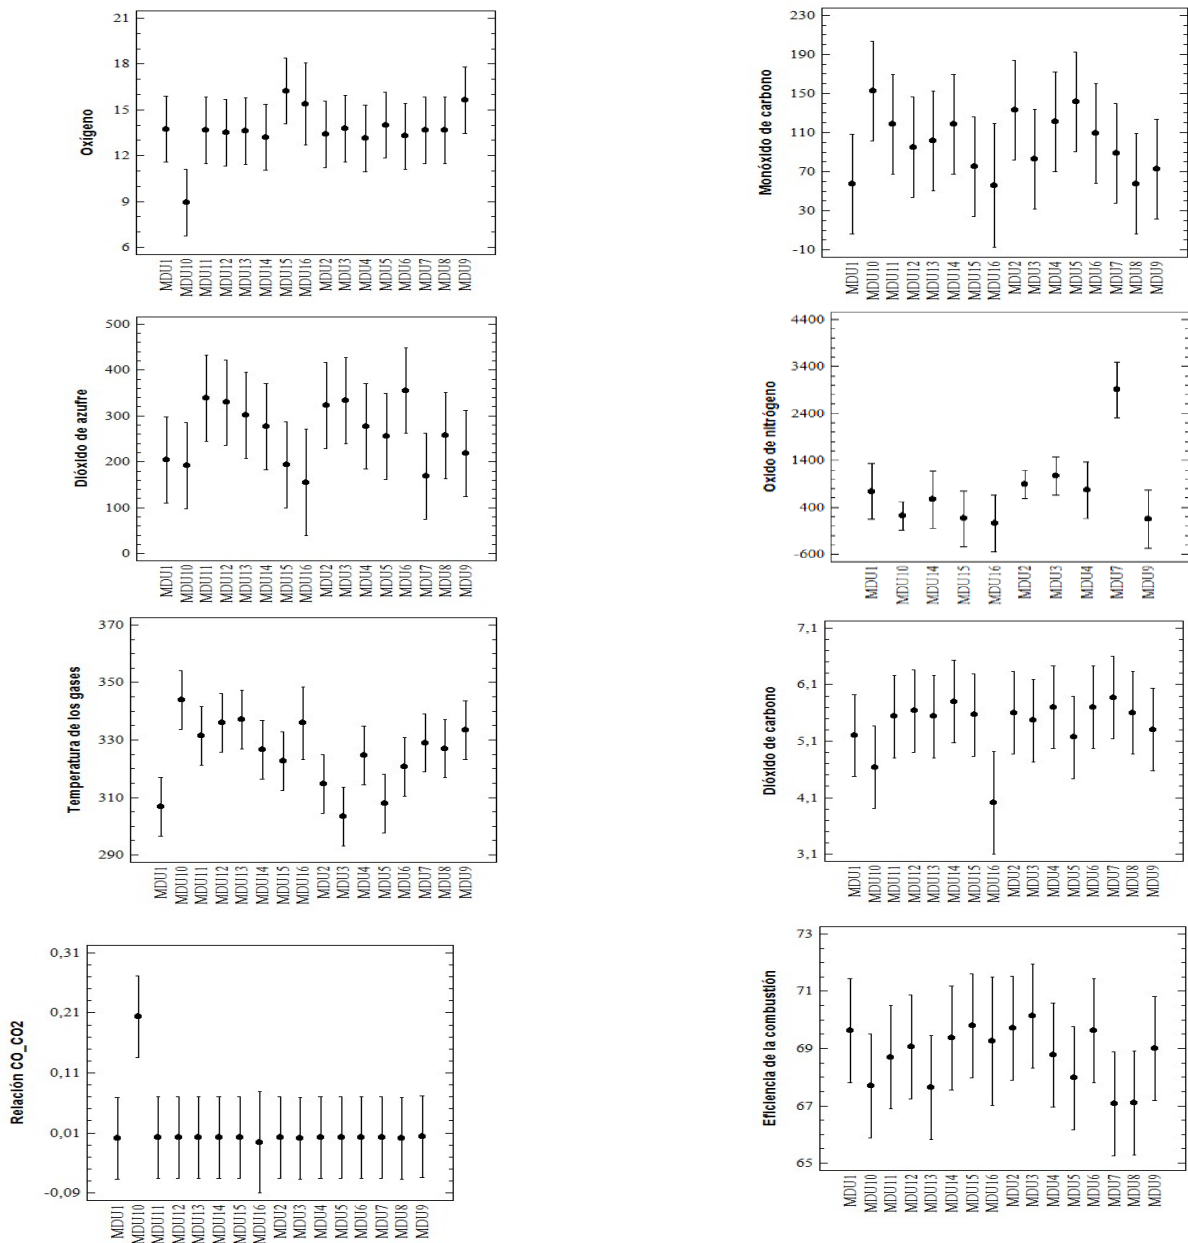 Oxígeno
21
18
15
12
9
6
MDU1 MDU10 MDU11 MDU12 MDU13 MDU14 MDU15 MDU16 MDU2 MDU3 MDU4 MDU5 MDU6 MDU7 MDU8 MDU9
Monóxido de carbono
230
190
150
110
70
30
-10
MDU1 MDU10 MDU11 MDU12 MDU13 MDU14 MDU15 MDU16 MDU2 MDU3 MDU4 MDU5 MDU6 MDU7 MDU8 MDU9
Dióxido de azufre
500
400
300
200
100
0
MDU1 MDU10 MDU11 MDU12 MDU13 MDU14 MDU15 MDU16 MDU2 MDU3 MDU4 MDU5 MDU6 MDU7 MDU8 MDU9
Oxido de nitrógeno
4400
3400
2400
1400
400
-600
MDU1 MDU10 MDU14 MDU15 MDU16 MDU2 MDU3 MDU4 MDU7 MDU9
Temperatura de los gases
370
350
330
310
290
MDU1 MDU10 MDU11 MDU12 MDU13 MDU14 MDU15 MDU16 MDU2 MDU3 MDU4 MDU5 MDU6 MDU7 MDU8 MDU9
Dióxido de carbono
7,1
6,1
5,1
4,1
3,1
MDU1 MDU10 MDU11 MDU12 MDU13 MDU14 MDU15 MDU16 MDU2 MDU3 MDU4 MDU5 MDU6 MDU7 MDU8 MDU9
Relación CO_CO2
0,31
0,21
0,11
0,01
-0,09
MDU1 MDU10 MDU11 MDU12 MDU13 MDU14 MDU15 MDU16 MDU2 MDU3 MDU4 MDU5 MDU6 MDU7 MDU8 MDU9
Eficiencia de la combustión
73
71
69
67
65
MDU1 MDU10 MDU11 MDU12 MDU13 MDU14 MDU15 MDU16 MDU2 MDU3 MDU4 MDU5 MDU6 MDU7 MDU8 MDU9